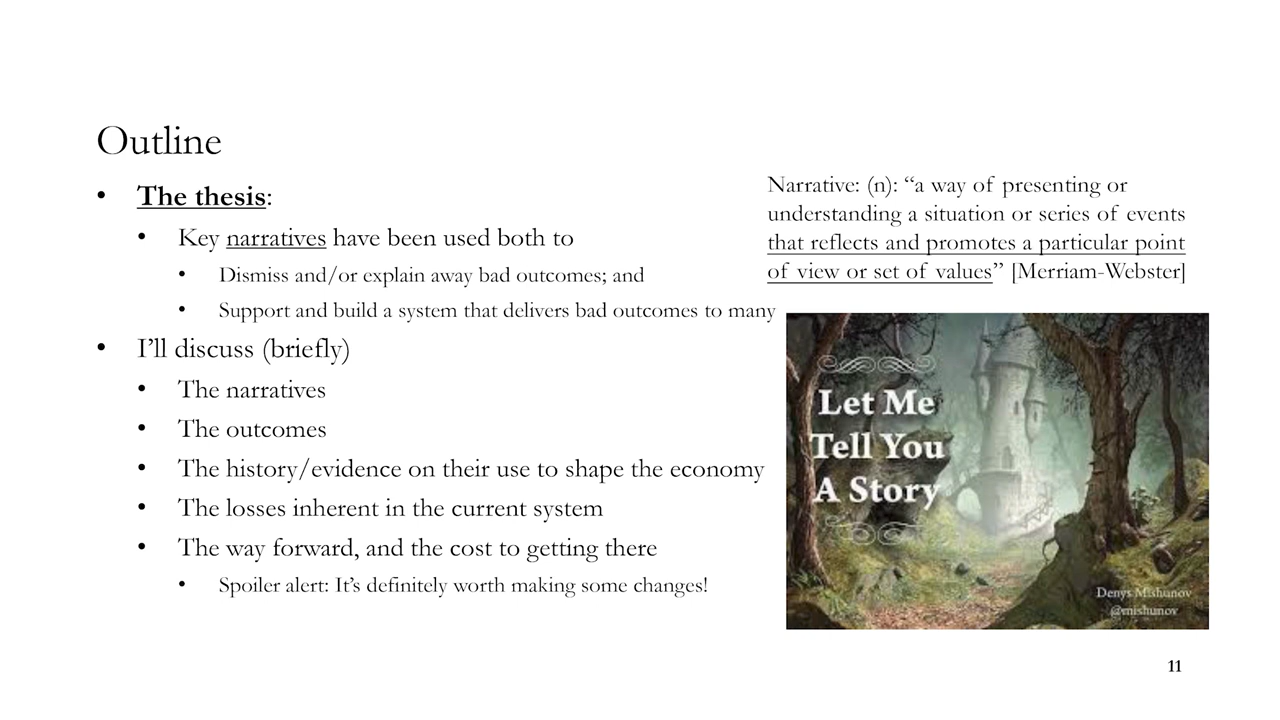 Outline
• The thesis:
• Key narratives have been used both to
• Dismiss and/or explain away bad outcomes; and
• Support and build a system that delivers bad outcomes to many
• I’ll discuss (briefly)
• The narratives
• The outcomes
• The history/evidence on their use to shape the economy
• The losses inherent in the current system
• The way forward, and the cost to getting there
• Spoiler alert: It’s definitely worth making some changes!
Narrative: (n): “a way of presenting or
understanding a situation or series of events
that reflects and promotes a particular point
of view or set of values” [Merriam-Webster]
Let Me
Tell You
A Story
Denys Mishunov
@mishunov
11